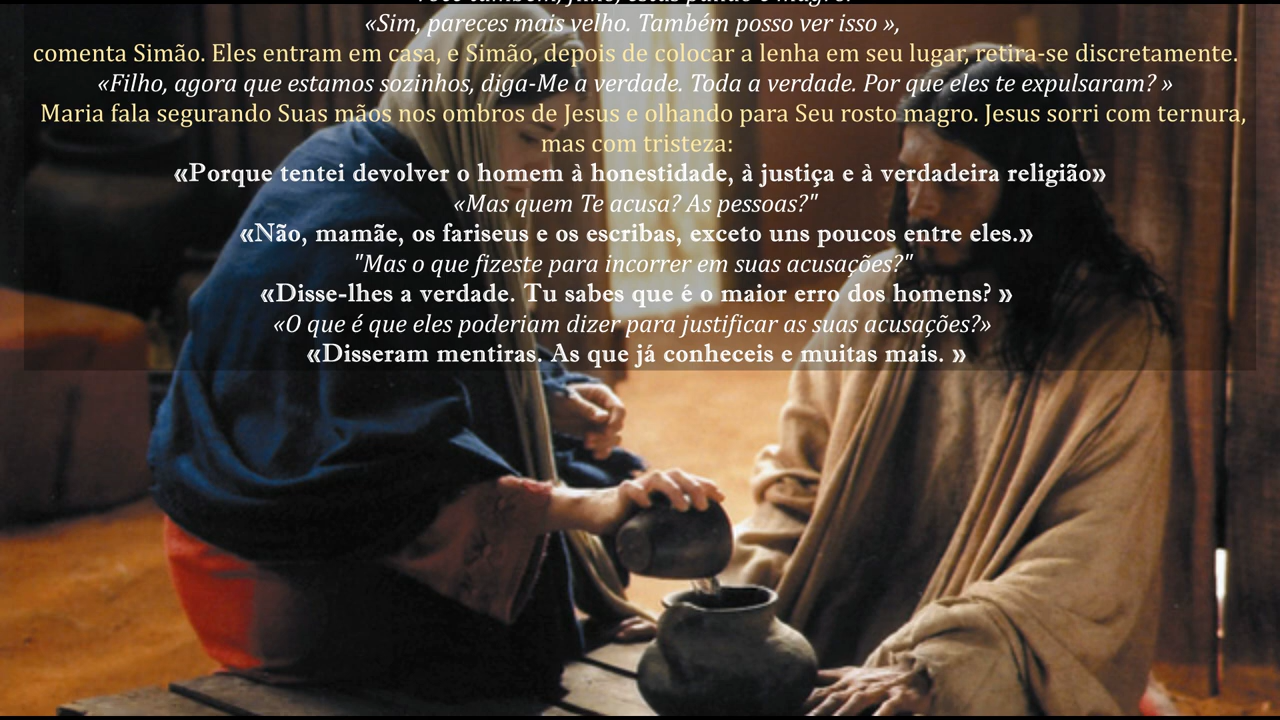 «Sim, pareces mais velho. Também posso ver isso »,
comenta Simão. Eles entram em casa, e Simão, depois de colocar a lenha em seu lugar, retira-se discretamente.
«Filho, agora que estamos sozinhos, diga-Me a verdade. Toda a verdade. Por que eles te expulsaram? »
Maria fala segurando Suas mãos nos ombros de Jesus e olhando para Seu rosto magro. Jesus sorri com ternura,
mas com tristeza:
«Porque tentei devolver o homem à honestidade, à justiça e à verdadeira religião»
«Mas quem Te acusa? As pessoas?"
«Não, mamãe, os fariseus e os escribas, exceto uns poucos entre eles.»
"Mas o que fizeste para incorrer em suas acusações?"
«Disse-lhes a verdade. Tu sabes que é o maior erro dos homens? »
«O que é que eles poderiam dizer para justificar as suas acusações?»
«Disseram mentiras. As que já conheceis e muitas mais. »